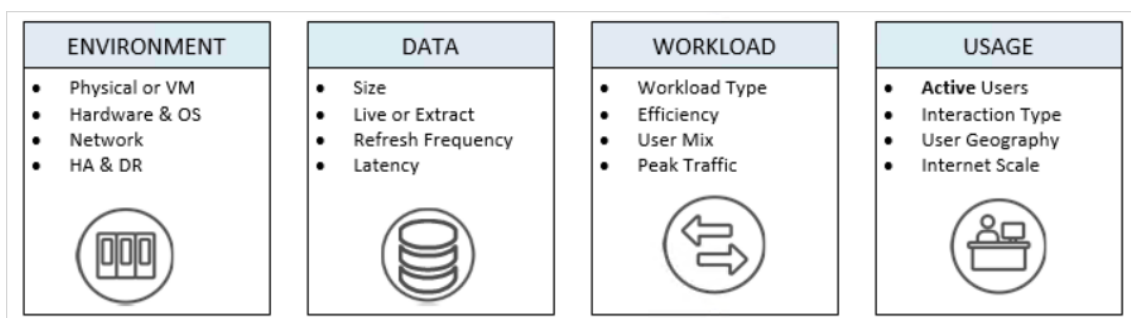 ENVIRONMENT
• Physical or VM
• Hardware & OS
• Network
• HA & DR
DATA
• Size
• Live or Extract
• Refresh Frequency
• Latency
WORKLOAD
• Workload Type
• Efficiency
• User Mix
• Peak Traffic
USAGE
• Active Users
• Interaction Type
• User Geography
• Internet Scale